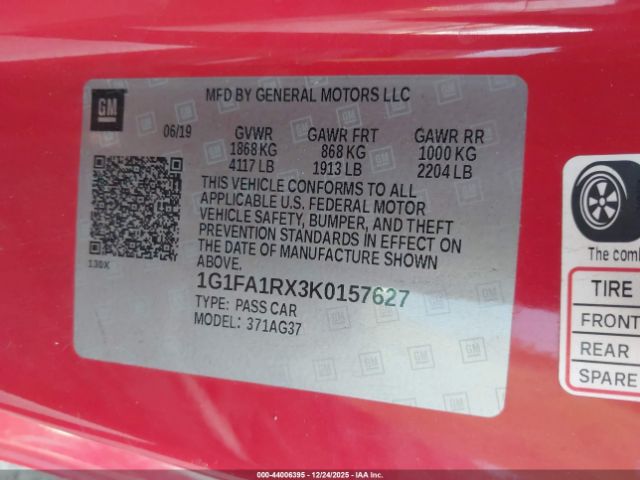 GM
MFD BY GENERAL MOTORS LLC
06/19 GVWR GAWR FRT GAWR RR
1868 KG 868 KG 1000 KG
4117 LB 1913 LB 2204 LB
THIS VEHICLE CONFORMS TO ALL
APPLICABLE U.S. FEDERAL MOTOR
VEHICLE SAFETY, BUMPER, AND THEFT
PREVENTION STANDARDS IN EFFECT ON
THE DATE OF MANUFACTURE SHOWN
ABOVE.
130X
1G1FA1RX3K0157627
TYPE: PASS CAR
MODEL: 371AG37
The comb
TIRE
FRONT
REAR
SPARE
000-44006395 - 12/24/2025 - IAA Inc.